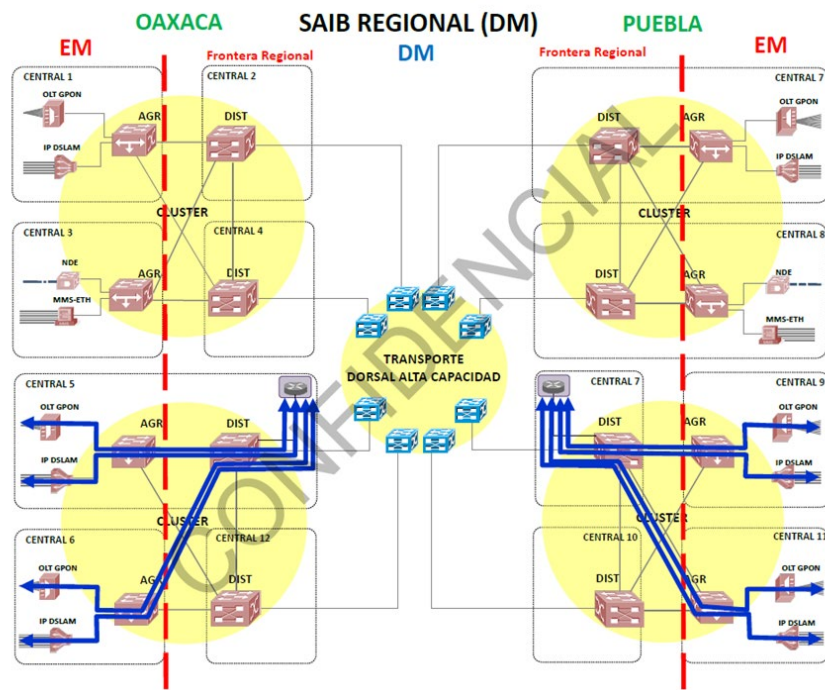 OAXACA
SAIB REGIONAL (DM)
PUEBLA
EM
Frontera Regional
DM
Frontera Regional
EM
CENTRAL 1
CENTRAL 2
CENTRAL 7
OLT GPON
AGR
DIST
IP DSLAM
DIST
AGR
OLT GPON
IP DSLAM
CLUSTER
CLUSTER
CENTRAL 3
CENTRAL 4
CENTRAL 8
NDE
AGR
DIST
MMS-ETH
DIST
AGR
NDE
MMS-ETH
TRANSPORTE
DORSAL ALTA CAPACIDAD
CONFIDENCIAL
CENTRAL 5
CENTRAL 7
CENTRAL 9
OLT GPON
AGR
DIST
IP DSLAM
DIST
AGR
OLT GPON
IP DSLAM
CLUSTER
CLUSTER
CENTRAL 6
CENTRAL 12
CENTRAL 10
CENTRAL 11
OLT GPON
AGR
DIST
IP DSLAM
DIST
AGR
OLT GPON
IP DSLAM